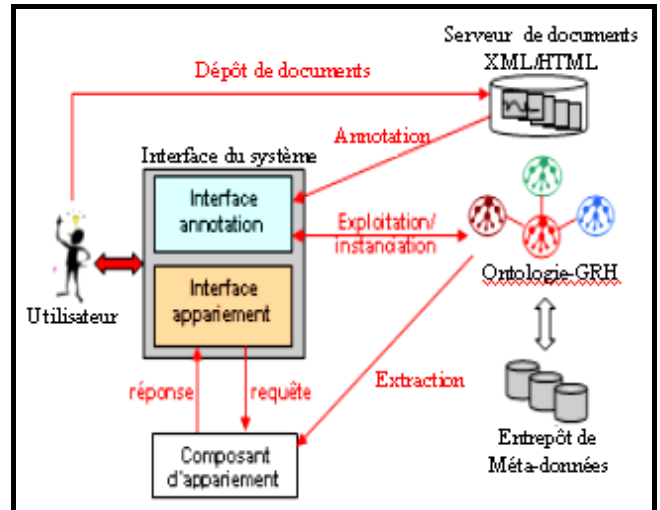 Serveur de documents
XML/HTML
Dépôt de documents
Annotation
Interface du système
Interface
annotation
Exploitation/
instanciation
Ontologie-GRH
Utilisateur
Interface
appariement
réponse
requête
Extraction
Composant
d'appariement
Entrepôt de
Méta-données